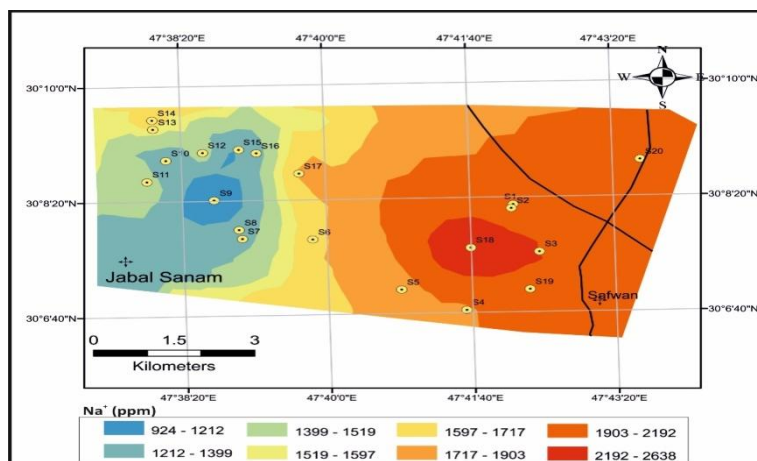 47°38'20"E 47°40'0"E 47°41'40"E 47°43'20"E
N
W E
S
30°10'0"N 30°10'0"N
S14
S13
S12 S15 S16
S10
S20
S17
S11
30°8'20"N S9 30°8'20"N
S1
S2
S8
S7 S6
S18 S3
Jabal Sanam
S5 S19
Safwan
S4
30°6'40"N 30°6'40"N
0 1.5 3
Kilometers
47°38'20"E 47°40'0"E 47°41'40"E 47°43'20"E
Na+ (ppm)
924 - 1212 1399 - 1519 1597 - 1717 1903 - 2192
1212 - 1399 1519 - 1597 1717 - 1903 2192 - 2638